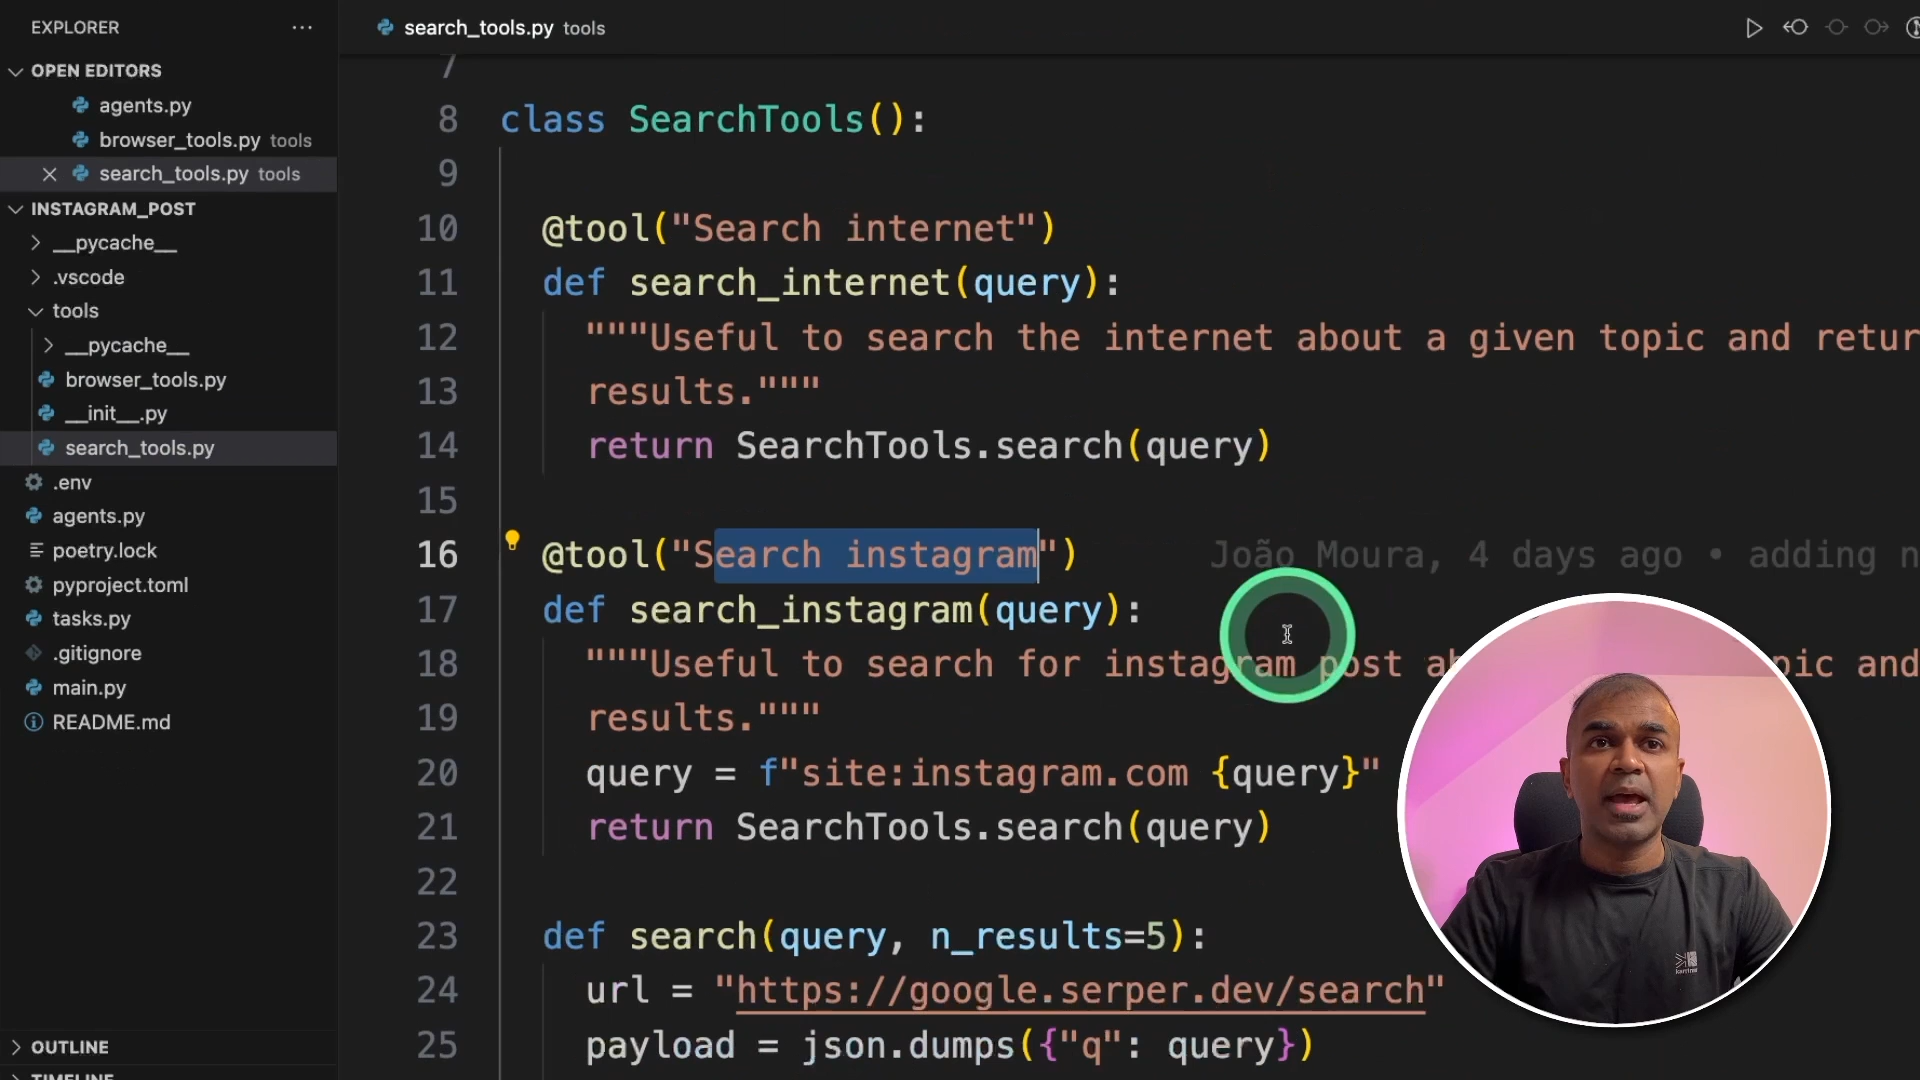 EXPLORER
OPEN EDITORS
agents.py
browser_tools.py tools
search_tools.py tools
INSTAGRAM_POST
__pycache__
.vscode
tools
__pycache__
browser_tools.py
__init__.py
search_tools.py
.env
agents.py
poetry.lock
pyproject.toml
tasks.py
.gitignore
main.py
README.md
OUTLINE
TIMELINE
search_tools.py tools
7
8 class SearchTools():
9
10 @tool("Search internet")
11 def search_internet(query):
12 """Useful to search the internet about a given topic and retur
13 results."""
14 return SearchTools.search(query)
15
16 @tool("Search instagram") João Moura, 4 days ago • adding n
17 def search_instagram(query):
18 """Useful to search for instagram post ab pic and
19 results."""
20 query = f"site:instagram.com {query}"
21 return SearchTools.search(query)
22
23 def search(query, n_results=5):
24 url = "https://google.serper.dev/search"
25 payload = json.dumps({"q": query})